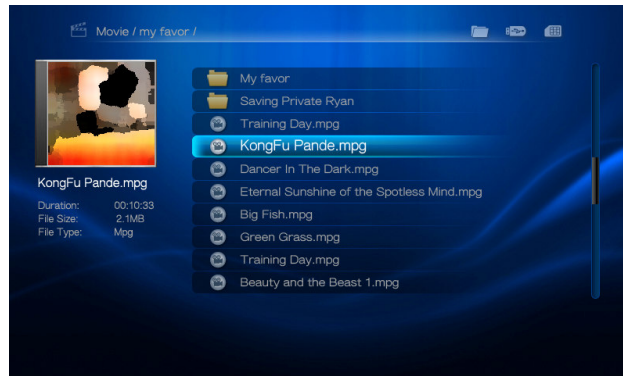 Movie / my favor /
My favor
Saving Private Ryan
Training Day.mpg
KongFu Pande.mpg
Dancer In The Dark.mpg
Eternal Sunshine of the Spotless Mind.mpg
Big Fish.mpg
Green Grass.mpg
Training Day.mpg
Beauty and the Beast 1.mpg
KongFu Pande.mpg
Duration: 00:10:33
File Size: 2.1MB
File Type: Mpg